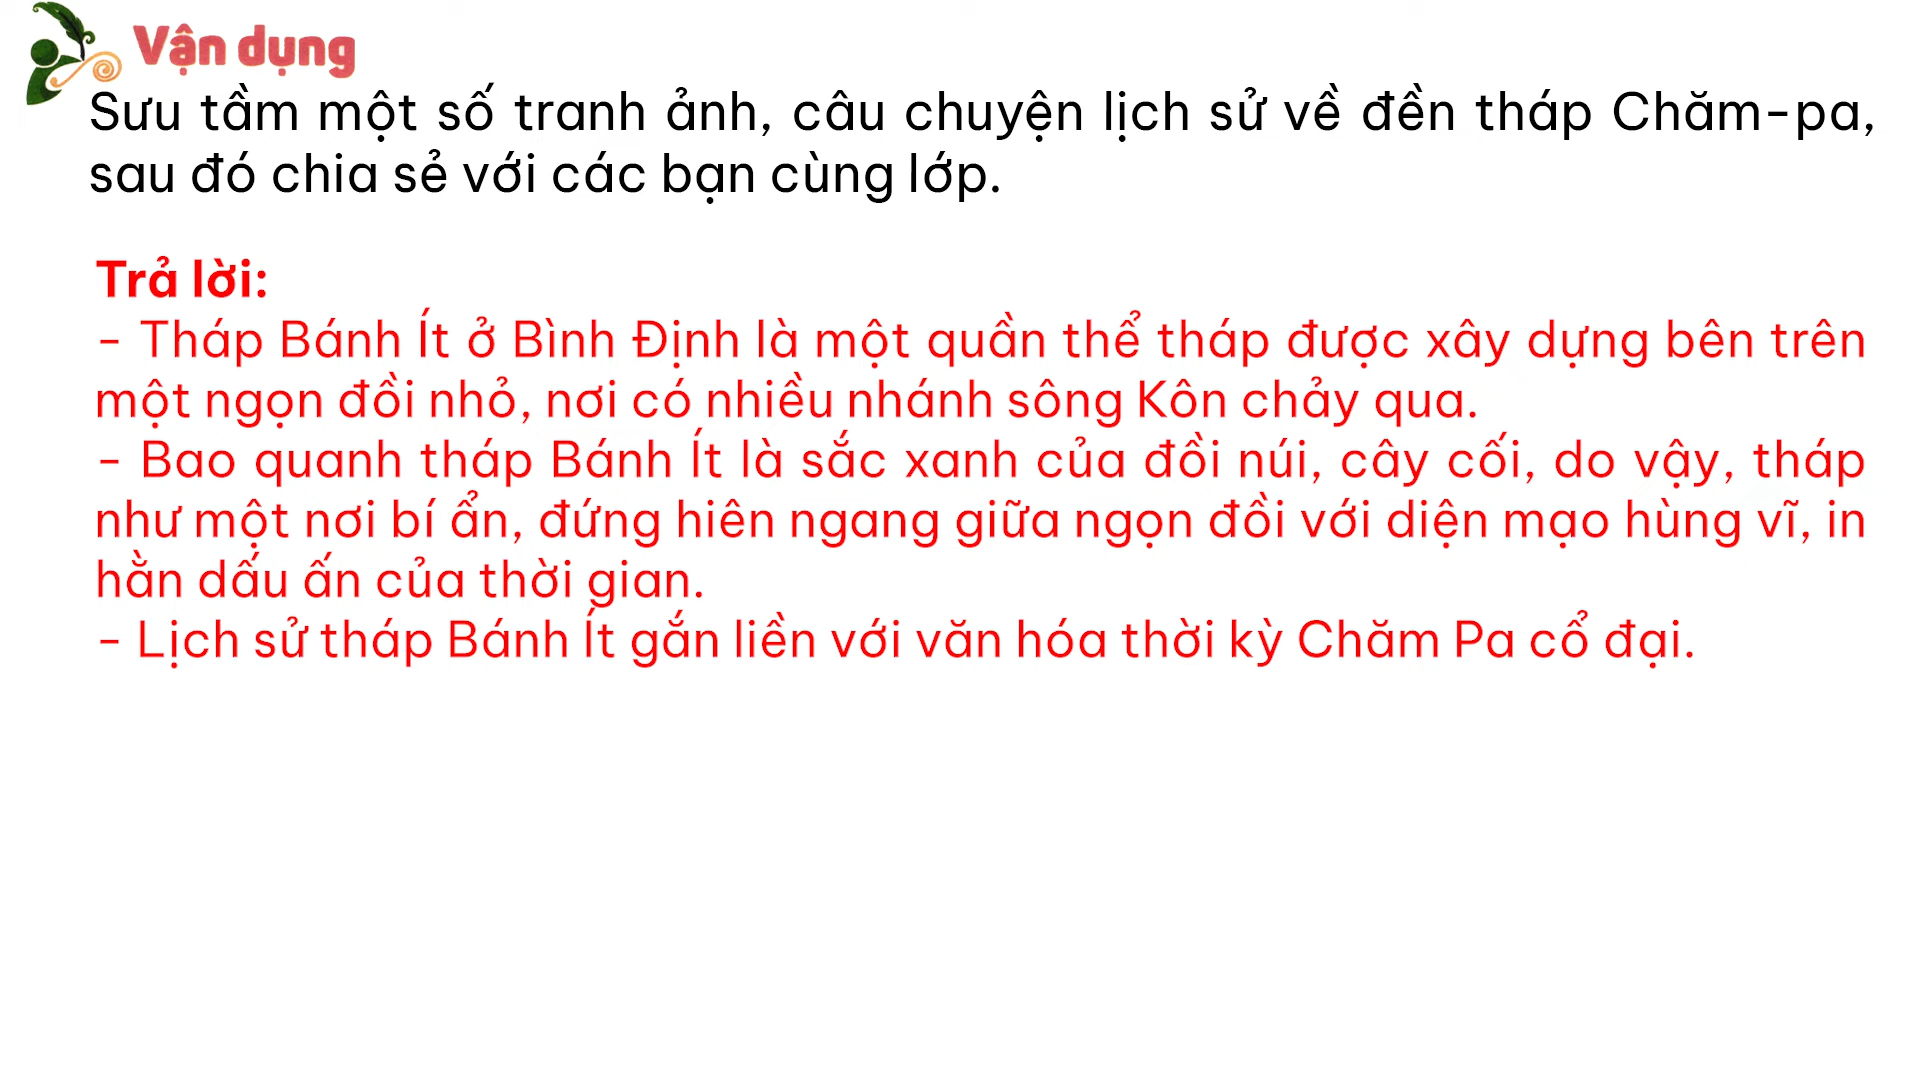 Vận dụng
Sưu tầm một số tranh ảnh, câu chuyện lịch sử về đền tháp Chăm-pa,
sau đó chia sẻ với các bạn cùng lớp.
Trả lời:
- Tháp Bánh Ít ở Bình Định là một quần thể tháp được xây dựng bên trên
một ngọn đồi nhỏ, nơi có nhiều nhánh sông Kôn chảy qua.
- Bao quanh tháp Bánh Ít là sắc xanh của đồi núi, cây cối, do vậy, tháp
như một nơi bí ẩn, đứng hiên ngang giữa ngọn đồi với diện mạo hùng vĩ, in
hằn dấu ấn của thời gian.
- Lịch sử tháp Bánh Ít gắn liền với văn hóa thời kỳ Chăm Pa cổ đại.